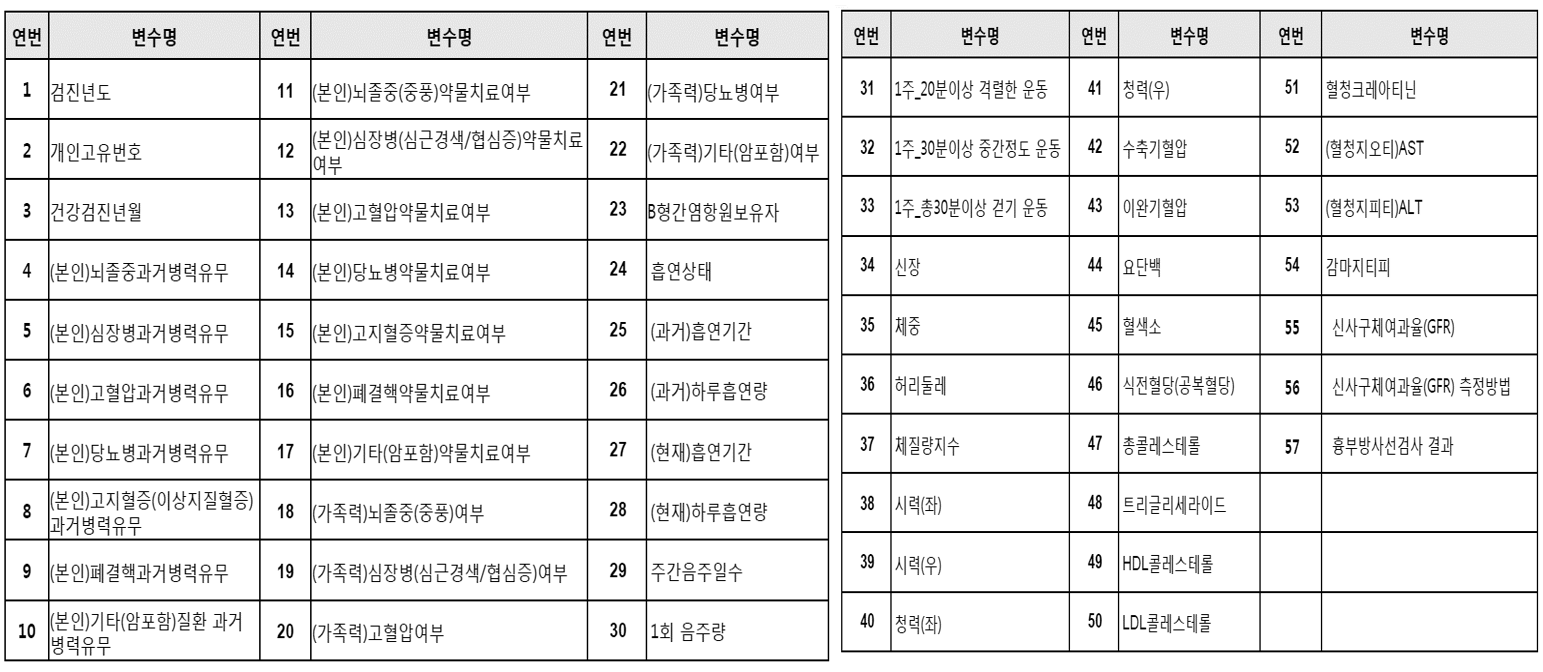 연번 변수명 연번 변수명 연번 변수명
1 검진년도 11 (본인)뇌졸중(중풍)약물치료여부 21 (가족력)당뇨병여부
2 개인고유번호 12 (본인)심장병(심근경색/협심증)약물치료
여부 22 (가족력)기타(암포함)여부
3 건강검진년월 13 (본인)고혈압약물치료여부 23 B형간염항원보유자
4 (본인)뇌졸중과거병력유무 14 (본인)당뇨병약물치료여부 24 흡연상태
5 (본인)심장병과거병력유무 15 (본인)고지혈증약물치료여부 25 (과거)흡연기간
6 (본인)고혈압과거병력유무 16 (본인)폐결핵약물치료여부 26 (과거)하루흡연량
7 (본인)당뇨병과거병력유무 17 (본인)기타(암포함)약물치료여부 27 (현재)흡연기간
8 (본인)고지혈증(이상지질혈증)
과거병력유무 18 (가족력)뇌졸중(중풍)여부 28 (현재)하루흡연량
9 (본인)폐결핵과거병력유무 19 (가족력)심장병(심근경색/협심증)여부 29 주간음주일수
10 (본인)기타(암포함)질환 과거
병력유무 20 (가족력)고혈압여부 30 1회 음주량
연번 변수명 연번 변수명 연번 변수명
31 1주_20분이상 격렬한 운동 41 청력(우) 51 혈청크레아티닌
32 1주_30분이상 중간정도 운동 42 수축기혈압 52 (혈청지오티)AST
33 1주_총30분이상 걷기 운동 43 이완기혈압 53 (혈청지피티)ALT
34 신장 44 요단백 54 감마지티피
35 체중 45 혈색소 55 신사구체여과율(GFR)
36 허리둘레 46 식전혈당(공복혈당) 56 신사구체여과율(GFR) 측정방법
37 체질량지수 47 총콜레스테롤 57 흉부방사선검사 결과
38 시력(좌) 48 트리글리세라이드
39 시력(우) 49 HDL콜레스테롤
40 청력(좌) 50 LDL콜레스테롤